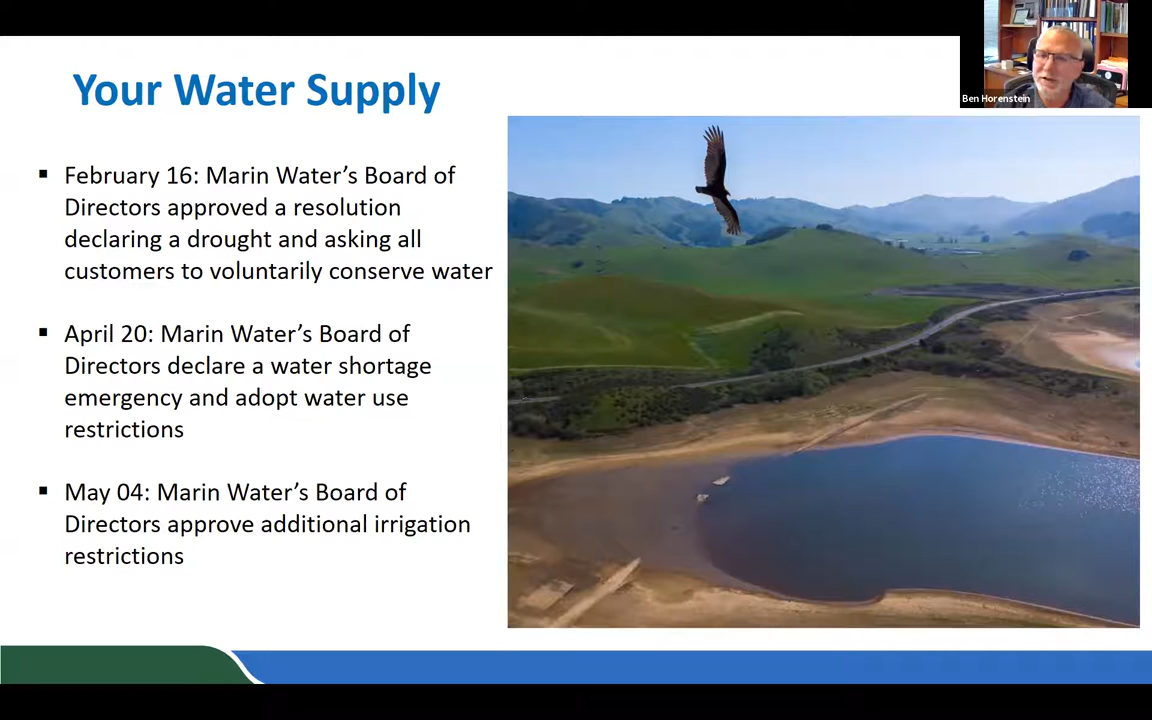 Your Water Supply
Ben Horenstein
▪ February 16: Marin Water’s Board of
Directors approved a resolution
declaring a drought and asking all
customers to voluntarily conserve water
▪ April 20: Marin Water’s Board of
Directors declare a water shortage
emergency and adopt water use
restrictions
▪ May 04: Marin Water’s Board of
Directors approve additional irrigation
restrictions